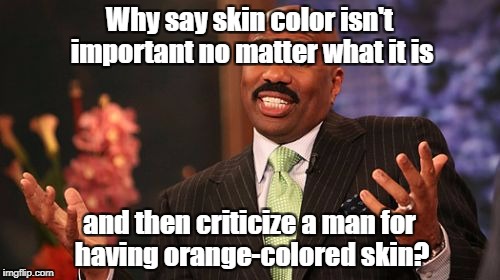 Why say skin color isn't
important no matter what it is
and then criticize a man for
having orange-colored skin?
imgflip.com